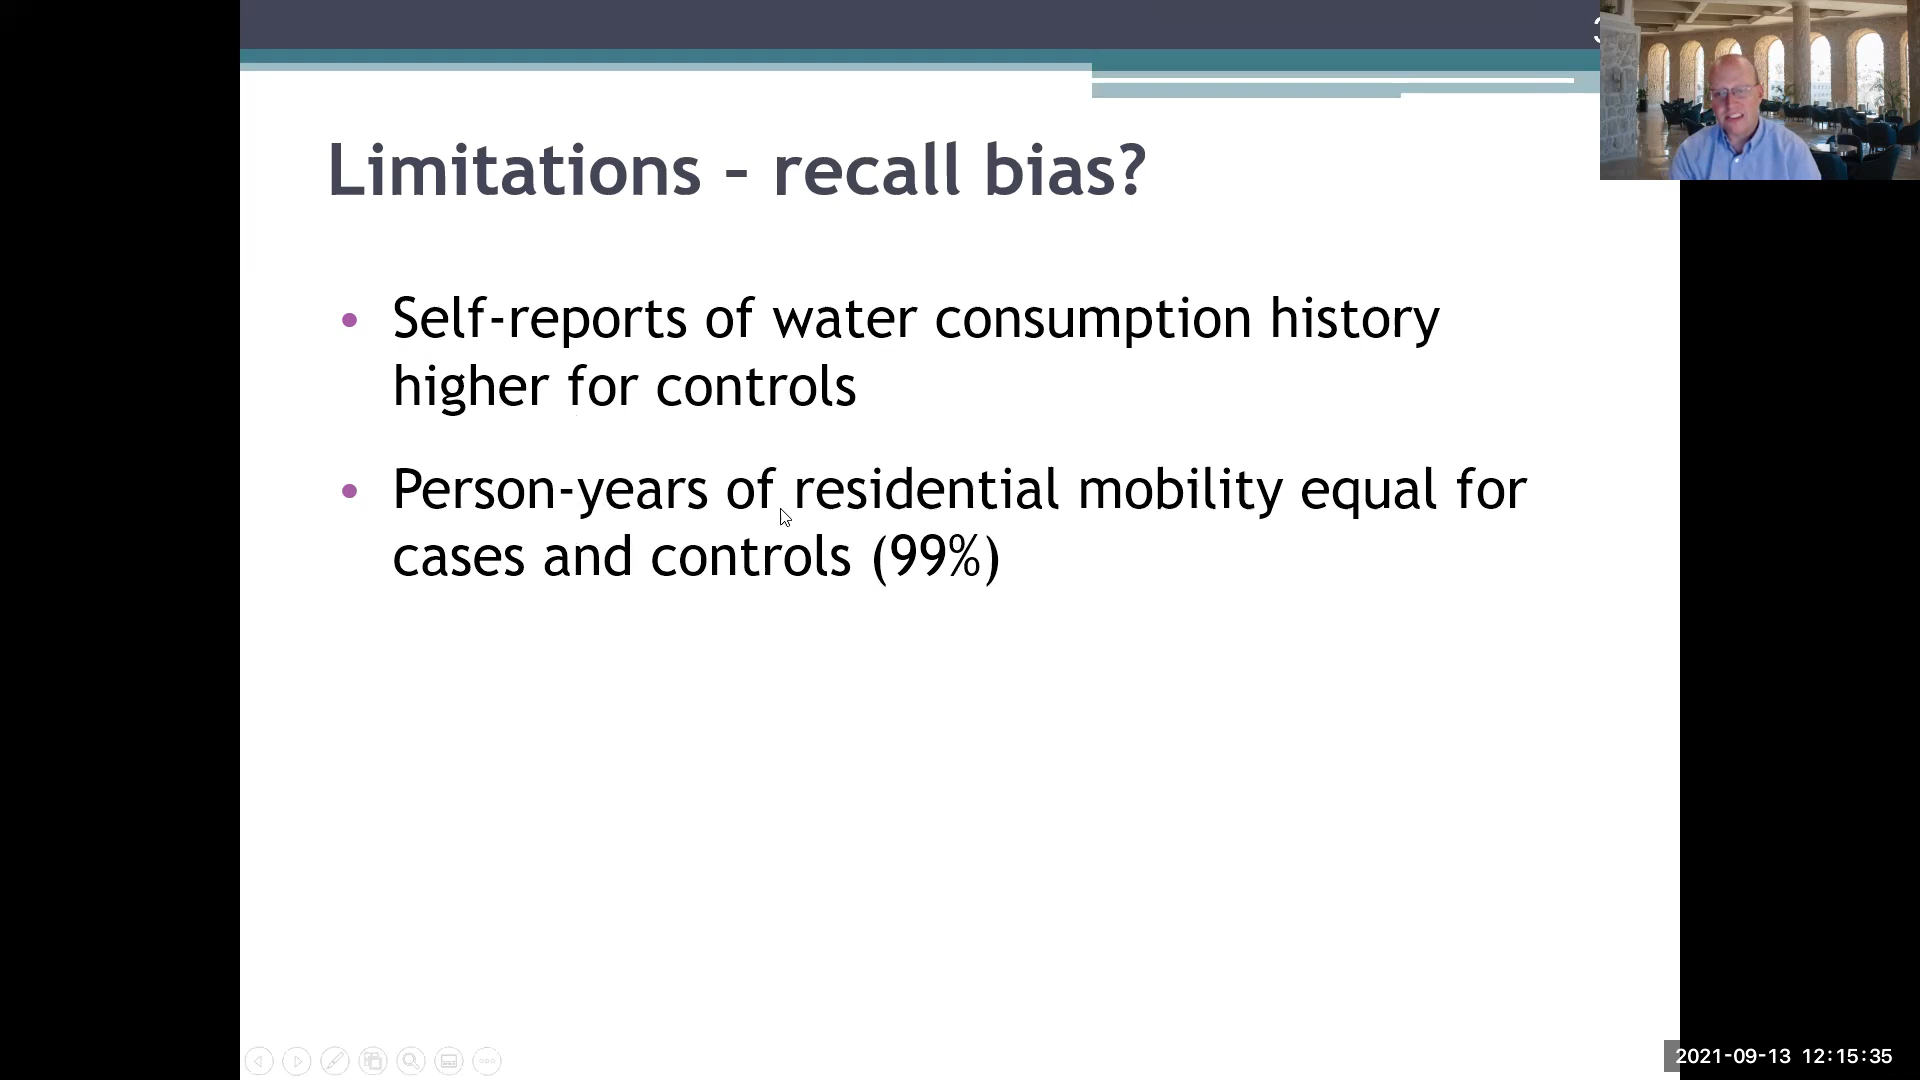 Limitations – recall bias?
• Self-reports of water consumption history
higher for controls
• Person-years of residential mobility equal for
cases and controls (99%)
2021-09-13 12:15:35